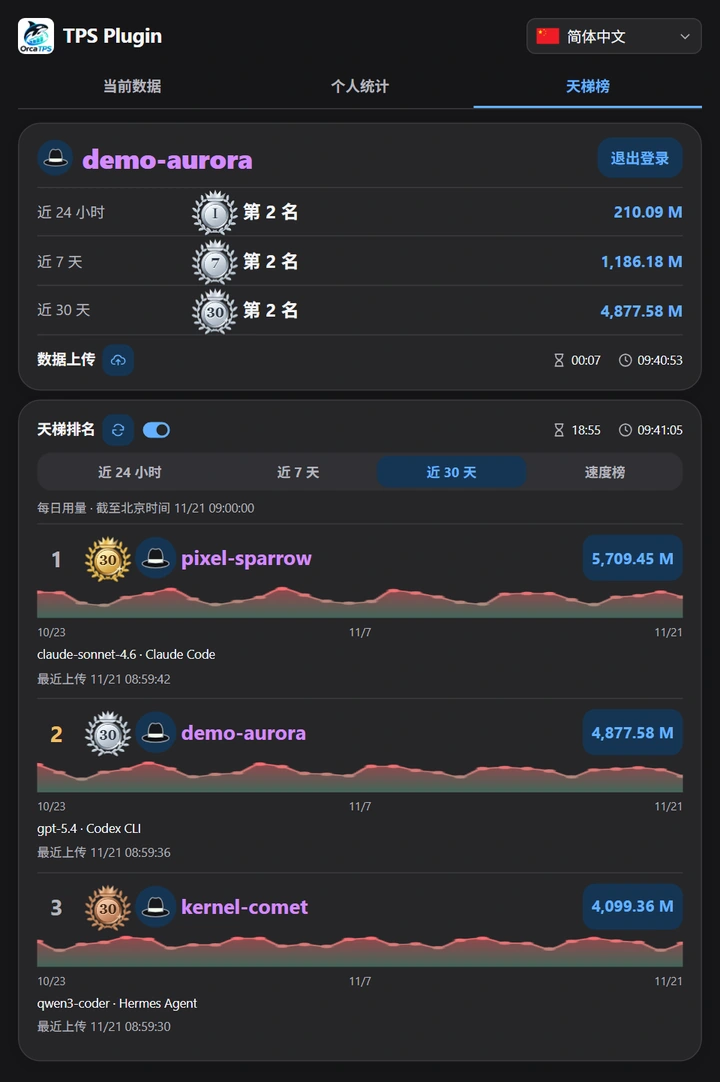 OrcaTPS
TPS Plugin
简体中文
当前数据 个人统计 天梯榜
demo-aurora 退出登录
近 24 小时 1 第 2 名 210.09 M
近 7 天 7 第 2 名 1,186.18 M
近 30 天 30 第 2 名 4,877.58 M
数据上传 00:07 09:40:53
天梯排名 18:55 09:41:05
近 24 小时 近 7 天 近 30 天 速度榜
每日用量 · 截至北京时间 11/21 09:00:00
1 30 pixel-sparrow 5,709.45 M
10/23 11/7 11/21
claude-sonnet-4.6 · Claude Code
最近上传 11/21 08:59:42
2 30 demo-aurora 4,877.58 M
10/23 11/7 11/21
gpt-5.4 · Codex CLI
最近上传 11/21 08:59:36
3 30 kernel-comet 4,099.36 M
10/23 11/7 11/21
qwen3-coder · Hermes Agent
最近上传 11/21 08:59:30